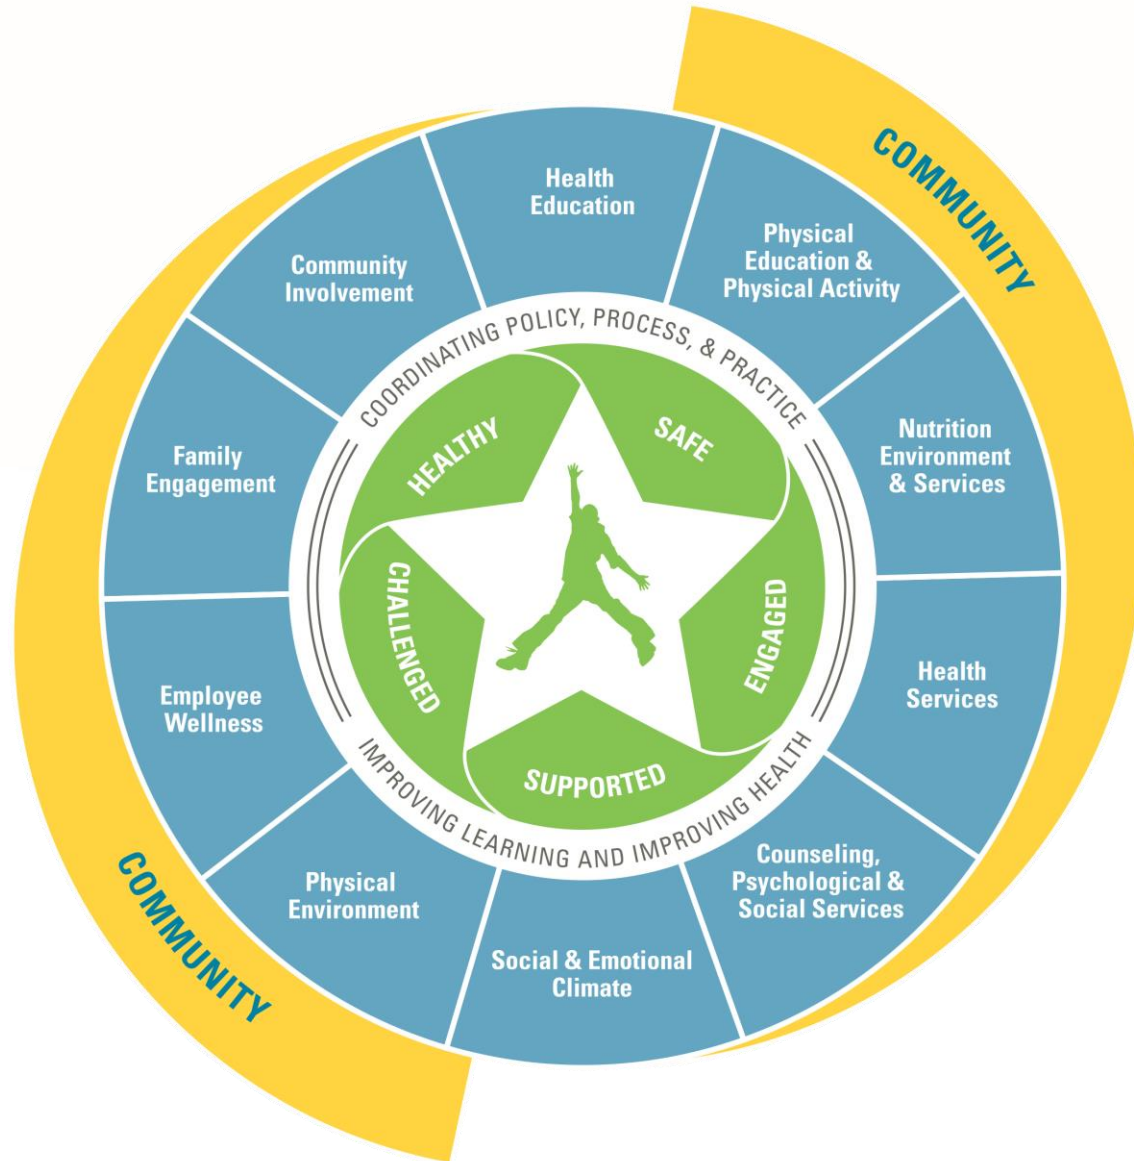 COMMUNITY
Health
Education
Physical
Education &
Physical Activity
Nutrition
Environment
& Services
Health
Services
Counseling,
Psychological &
Social Services
Social & Emotional
Climate
Physical
Environment
Employee
Wellness
Family
Engagement
Community
Involvement
COORDINATING POLICY, PROCESS, & PRACTICE
IMPROVING LEARNING AND IMPROVING HEALTH
HEALTHY
SAFE
ENGAGED
SUPPORTED
CHALLENGED
COMMUNITY